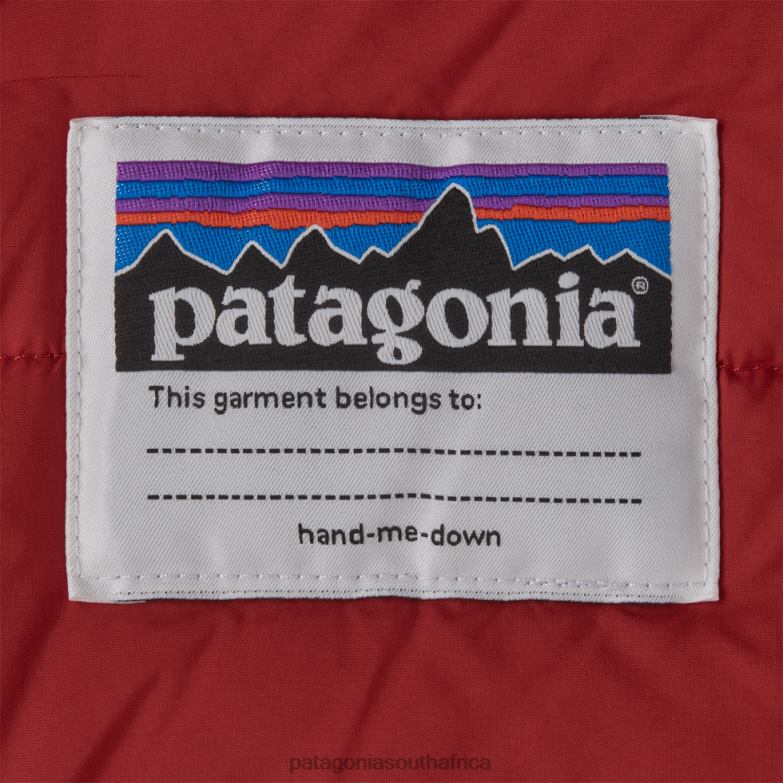 patagonia®
This garment belongs to:
hand-me-down
patagoniasouthafrica